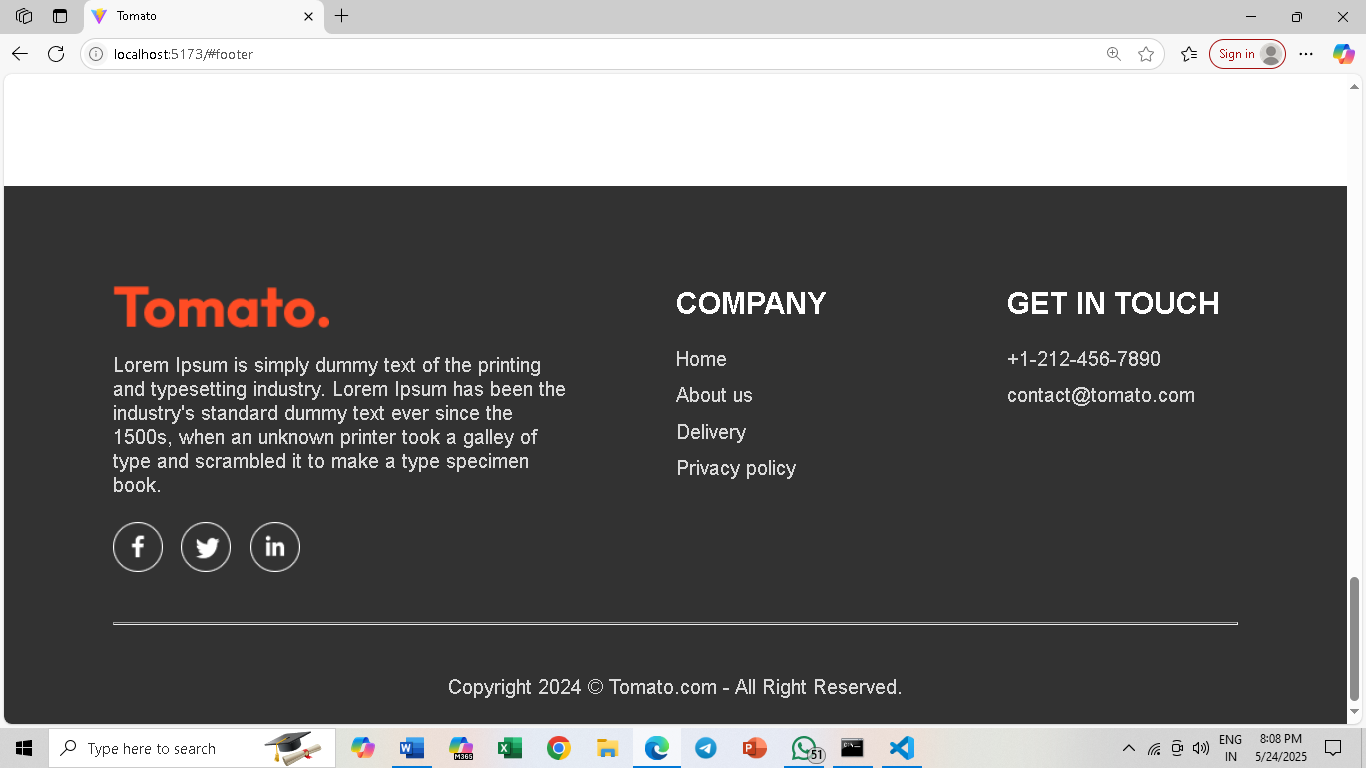 Tomato
localhost:5173/#footer
Sign in
Tomato.
Lorem Ipsum is simply dummy text of the printing
and typesetting industry. Lorem Ipsum has been the
industry's standard dummy text ever since the
1500s, when an unknown printer took a galley of
type and scrambled it to make a type specimen
book.
f
in
COMPANY
Home
About us
Delivery
Privacy policy
GET IN TOUCH
+1-212-456-7890
contact@tomato.com
Copyright 2024 © Tomato.com - All Right Reserved.
Type here to search
M365
51
ENG
IN
8:08 PM
5/24/2025